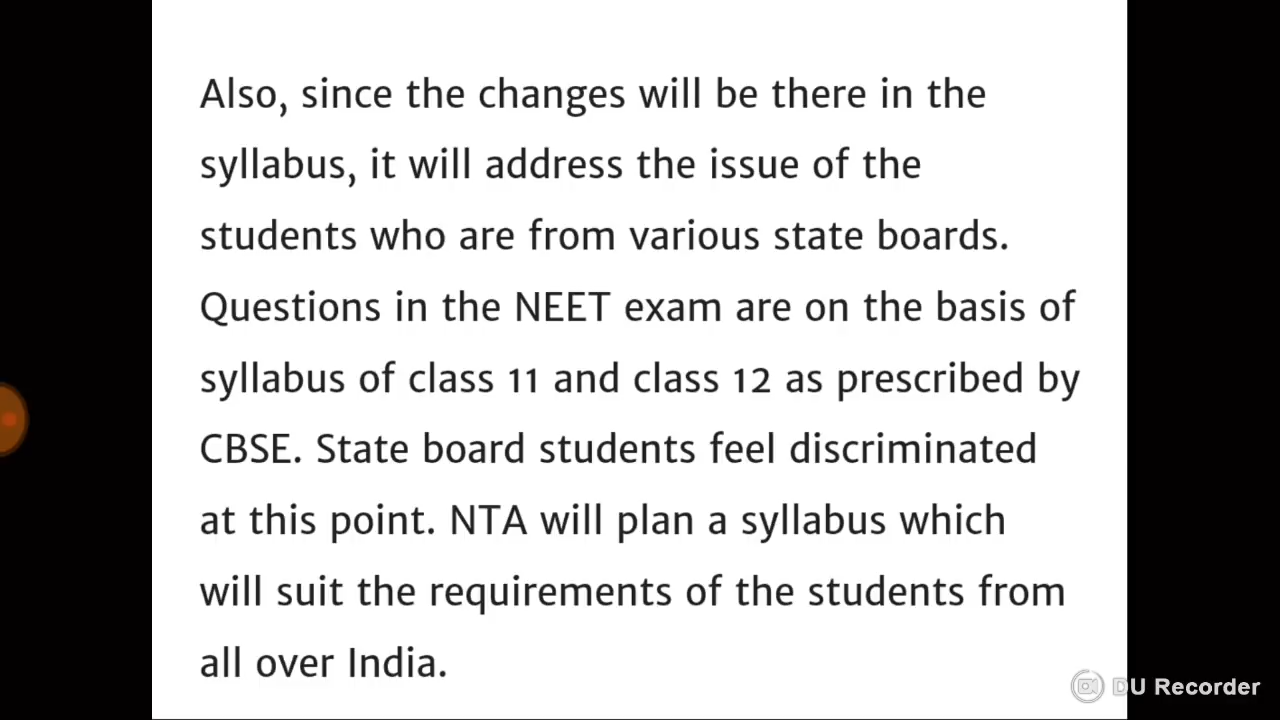 Also, since the changes will be there in the
syllabus, it will address the issue of the
students who are from various state boards.
Questions in the NEET exam are on the basis of
syllabus of class 11 and class 12 as prescribed by
CBSE. State board students feel discriminated
at this point. NTA will plan a syllabus which
will suit the requirements of the students from
all over India.
DU Recorder